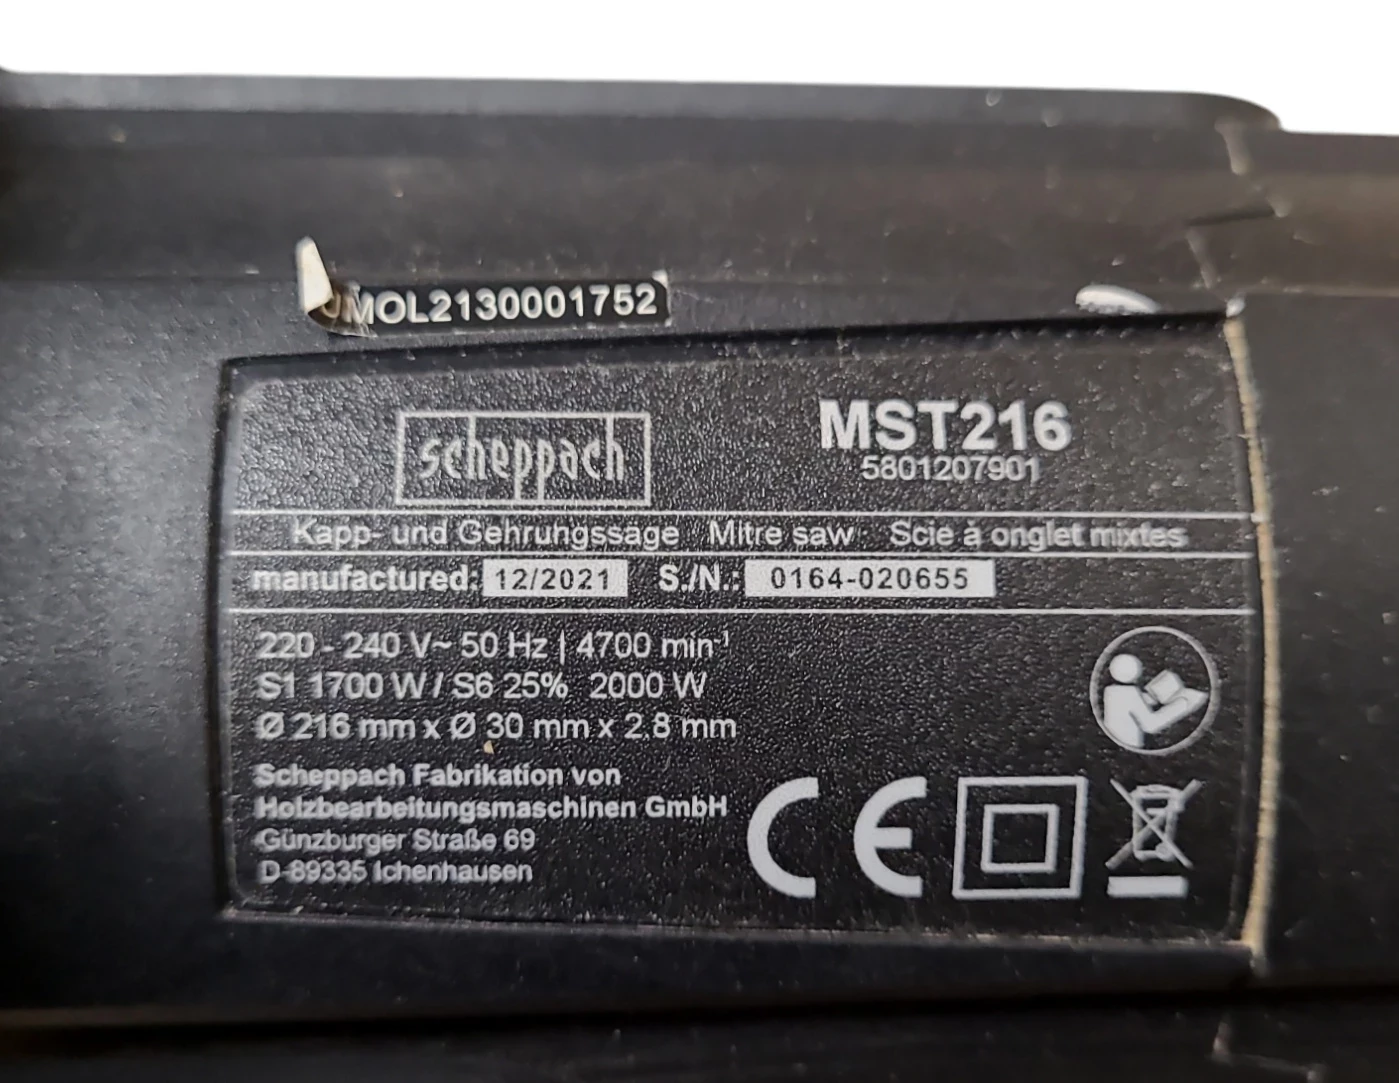 MOL2130001752
scheppach
MST216
5801207901
Kapp- und Gehrungssäge Mitre saw Scie à onglet mixtes
manufactured: 12/2021 S./N.: 0164-020655
220 - 240 V~ 50 Hz | 4700 min-¹
S1 1700 W / S6 25% 2000 W
Ø 216 mm x Ø 30 mm x 2.8 mm
Scheppach Fabrikation von
Holzbearbeitungsmaschinen GmbH
Günzburger Straße 69
D-89335 Ichenhausen
CE